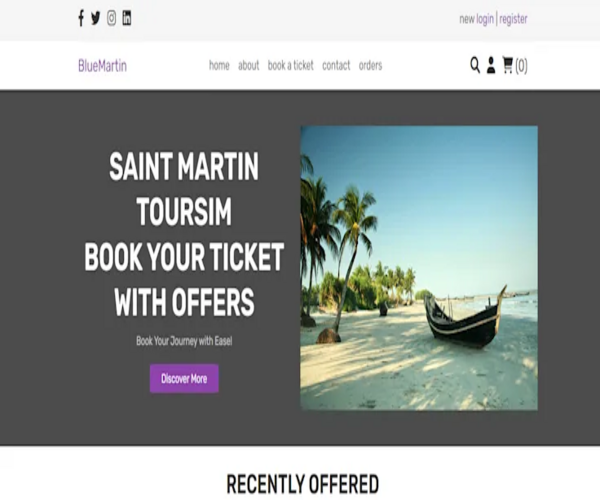 new login | register
BlueMartin
home about book a ticket contact orders
(0)
SAINT MARTIN
TOURSIM
BOOK YOUR TICKET
WITH OFFERS
Book Your Journey with Ease!
Discover More
RECENTLY OFFERED